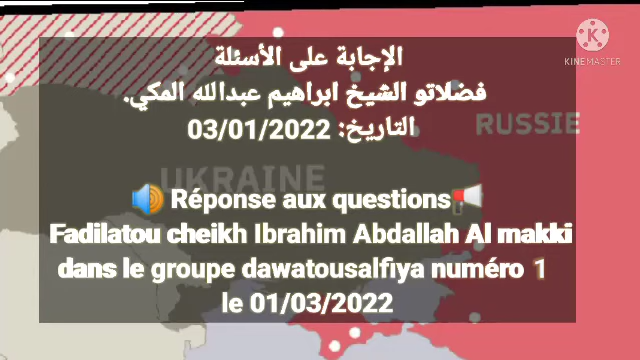 الإجابة على الأسئلة
فضلاتو الشيخ ابراهيم عبدالله المكي.
التاريخ: 03/01/2022
🔊 Réponse aux questions📢
Fadilatou cheikh Ibrahim Abdallah Al makki
dans le groupe dawatousalfiya numéro 1
le 01/03/2022
UKRAINE
RUSSIE
KINEMASTER